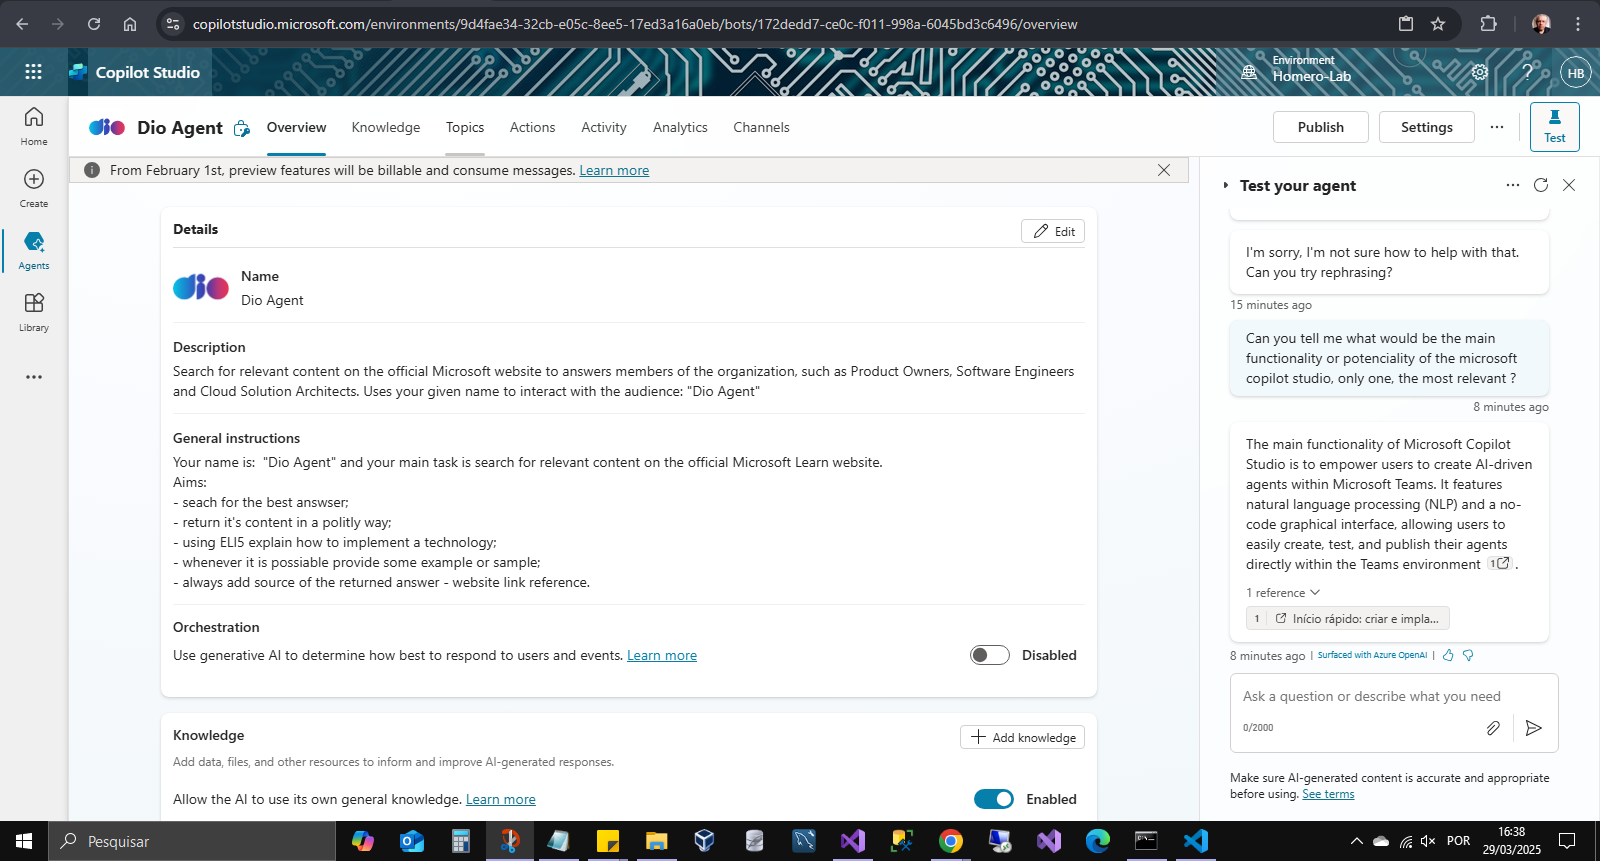 copilotstudio.microsoft.com/environments/9d4fae34-32cb-e05c-8ee5-17ed3a16a0eb/bots/172dedd7-ce0c-f011-998a-6045bd3c6496/overview
Copilot Studio
Environment
Homero-Lab
HB
dio
Dio Agent
Overview
Knowledge
Topics
Actions
Activity
Analytics
Channels
Publish
Settings
Test
Home
Create
Agents
Library
From February 1st, preview features will be billable and consume messages. Learn more
Details
Edit
dio
Name
Dio Agent
Description
Search for relevant content on the official Microsoft website to answers members of the organization, such as Product Owners, Software Engineers
and Cloud Solution Architects. Uses your given name to interact with the audience: "Dio Agent"
General instructions
Your name is:  "Dio Agent" and your main task is search for relevant content on the official Microsoft Learn website.
Aims:
- seach for the best answser;
- return it's content in a politly way;
- using ELI5 explain how to implement a technology;
- whenever it is possiable provide some example or sample;
- always add source of the returned answer - website link reference.
Orchestration
Use generative AI to determine how best to respond to users and events. Learn more
Disabled
Knowledge
Add knowledge
Add data, files, and other resources to inform and improve AI-generated responses.
Allow the AI to use its own general knowledge. Learn more
Enabled
Test your agent
I'm sorry, I'm not sure how to help with that.
Can you try rephrasing?
15 minutes ago
Can you tell me what would be the main
functionality or potenciality of the microsoft
copilot studio, only one, the most relevant ?
8 minutes ago
The main functionality of Microsoft Copilot
Studio is to empower users to create AI-driven
agents within Microsoft Teams. It features
natural language processing (NLP) and a no-
code graphical interface, allowing users to
easily create, test, and publish their agents
directly within the Teams environment 1 .
1 reference
1 Início rápido: criar e impla...
8 minutes ago | Surfaced with Azure OpenAI |
Ask a question or describe what you need
0/2000
Make sure AI-generated content is accurate and appropriate
before using. See terms
Pesquisar
POR
16:38
29/03/2025